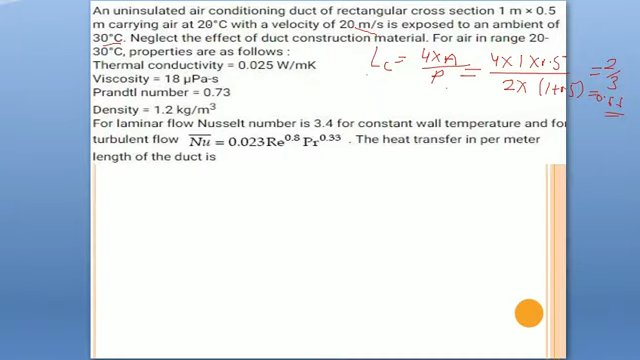 An uninsulated air conditioning duct of rectangular cross section 1 m × 0.5
m carrying air at 20°C with a velocity of 20 m/s is exposed to an ambient of
30°C. Neglect the effect of duct construction material. For air in range 20-
30°C, properties are as follows :
Thermal conductivity = 0.025 W/mK
Viscosity = 18 μPa-s
Prandtl number = 0.73
Density = 1.2 kg/m³
For laminar flow Nusselt number is 3.4 for constant wall temperature and for
turbulent flow N̅u̅ = 0.023 Re^0.8 Pr^0.33 . The heat transfer in per meter
length of the duct is
Lc = 4×A / P = 4×1×0.5 / 2×(1+0.5) = 2/3